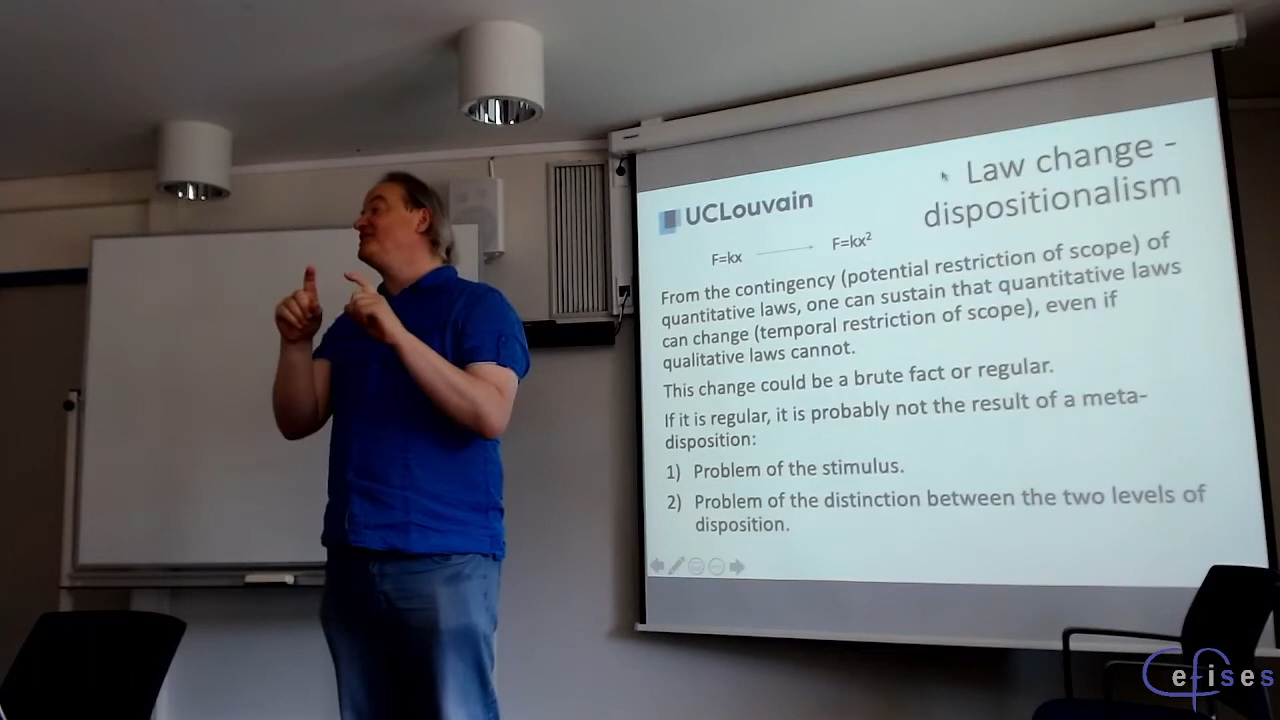 UCLouvain
Law change -
dispositionalism
F=kx
F=kx²
From the contingency (potential restriction of scope) of
quantitative laws, one can sustain that quantitative laws
can change (temporal restriction of scope), even if
qualitative laws cannot.
This change could be a brute fact or regular.
If it is regular, it is probably not the result of a meta-
disposition:
1) Problem of the stimulus.
2) Problem of the distinction between the two levels of
disposition.
Cefises